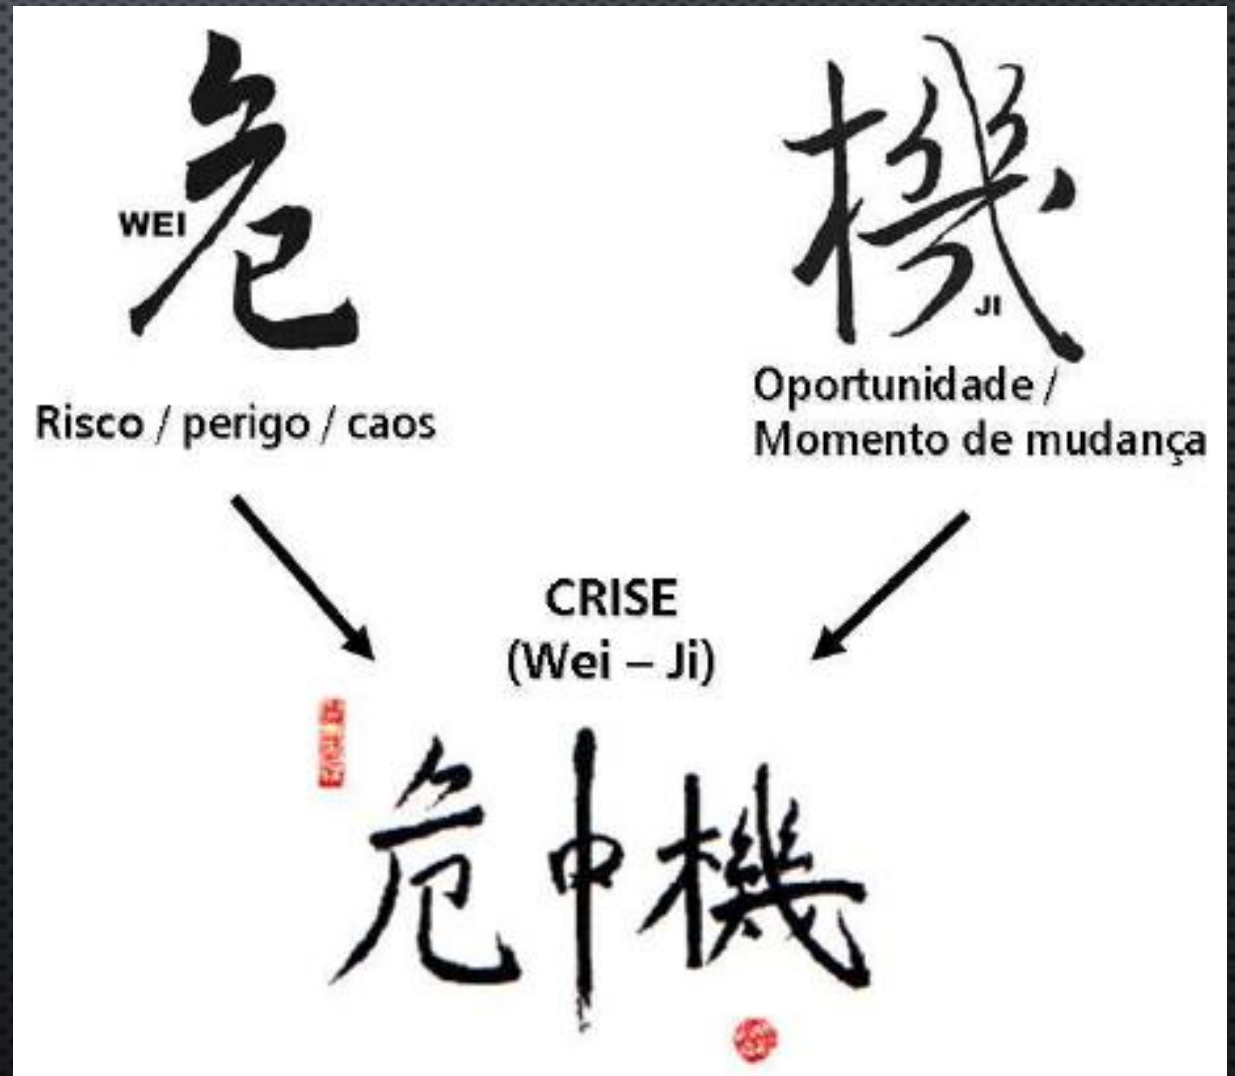 危
WEI
機
JI
Risco / perigo / caos
Oportunidade /
Momento de mudança
CRISE
(Wei – Ji)
危中機